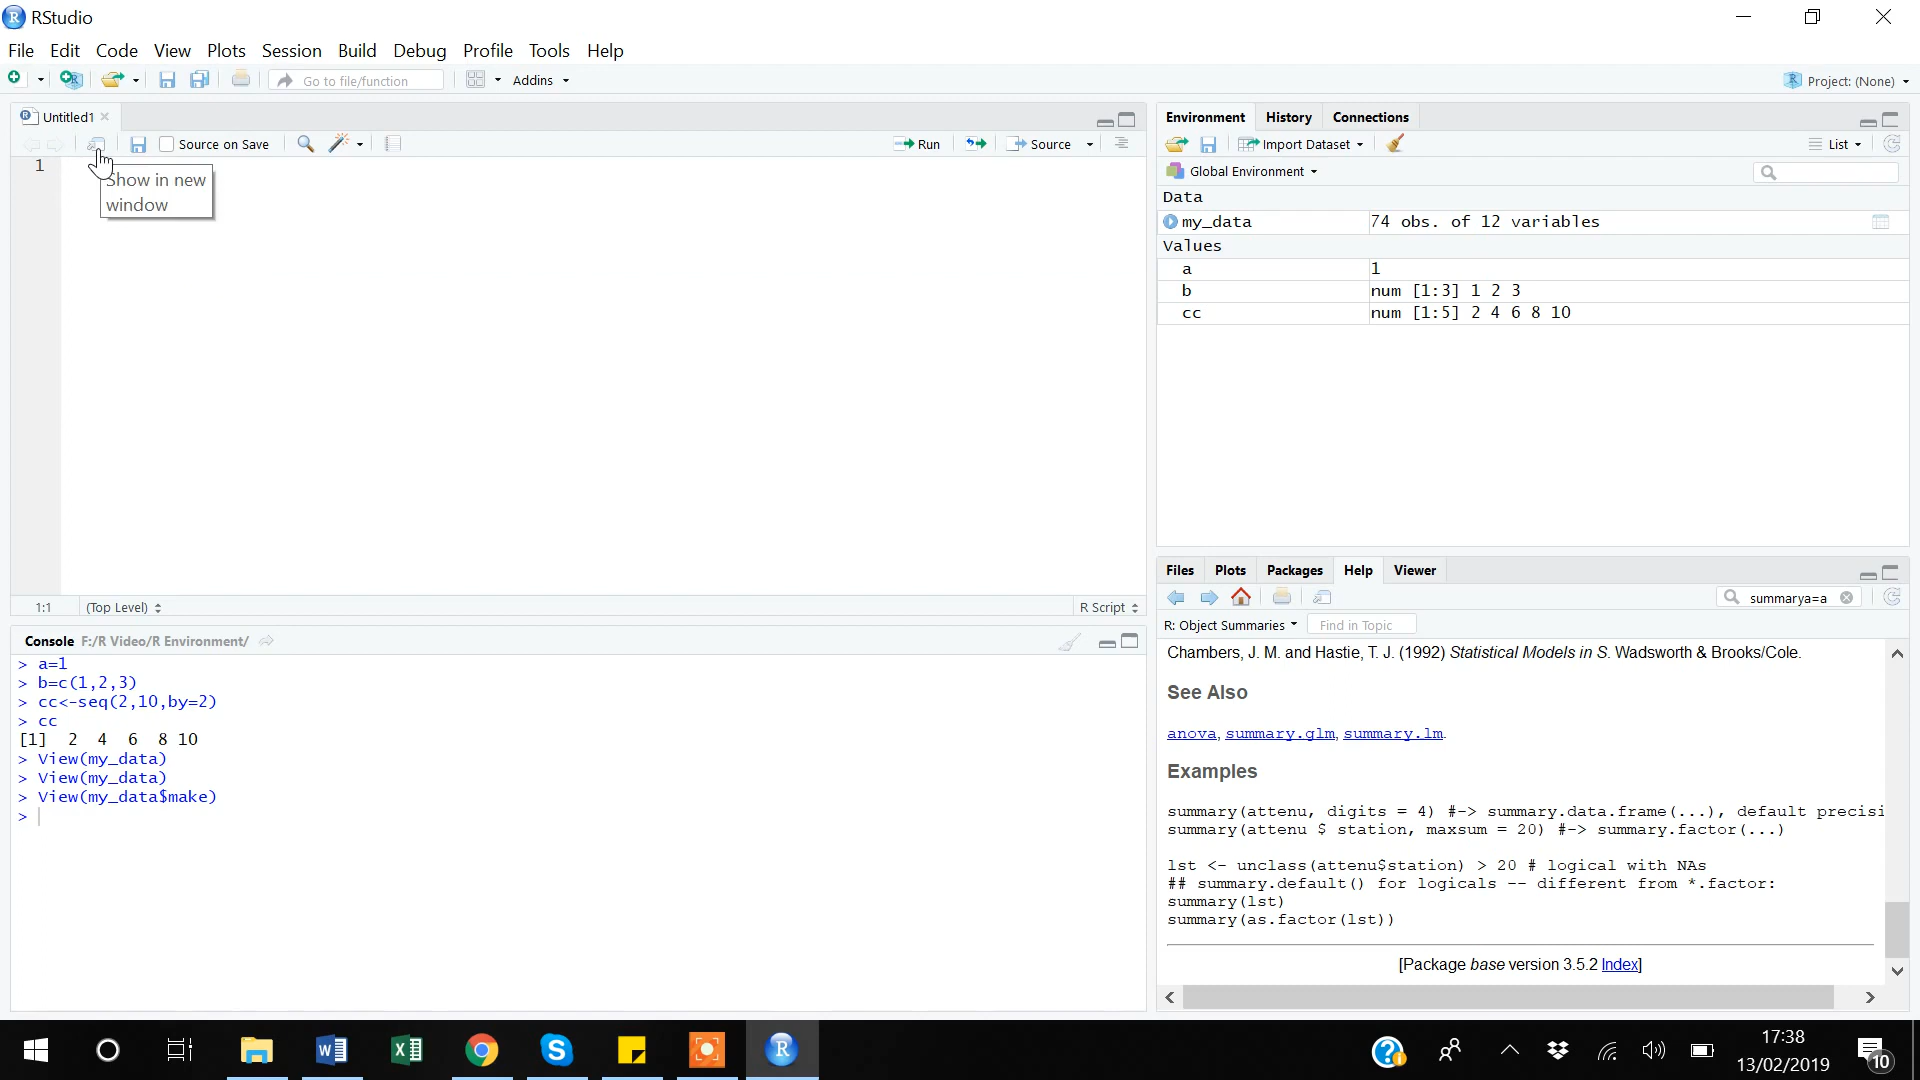 RStudio
File Edit Code View Plots Session Build Debug Profile Tools Help
Go to file/function Addins Project: (None)
Untitled1
Source on Save Run Source
1
Show in new
window
1:1 (Top Level) R Script
Console F:/R Video/R Environment/
> a=1
> b=c(1,2,3)
> cc<-seq(2,10,by=2)
> cc
[1] 2 4 6 8 10
> View(my_data)
> View(my_data)
> View(my_data$make)
>
Environment History Connections
Import Dataset List
Global Environment
Data
my_data 74 obs. of 12 variables
Values
a 1
b num [1:3] 1 2 3
cc num [1:5] 2 4 6 8 10
Files Plots Packages Help Viewer
summarya=a
R: Object Summaries Find in Topic
Chambers, J. M. and Hastie, T. J. (1992) Statistical Models in S. Wadsworth & Brooks/Cole.
See Also
anova, summary.glm, summary.lm.
Examples
summary(attenu, digits = 4) #-> summary.data.frame(...), default precisi
summary(attenu $ station, maxsum = 20) #-> summary.factor(...)
lst <- unclass(attenu$station) > 20 # logical with NAs
## summary.default() for logicals -- different from *.factor:
summary(lst)
summary(as.factor(lst))
[Package base version 3.5.2 Index]
17:38
13/02/2019
10